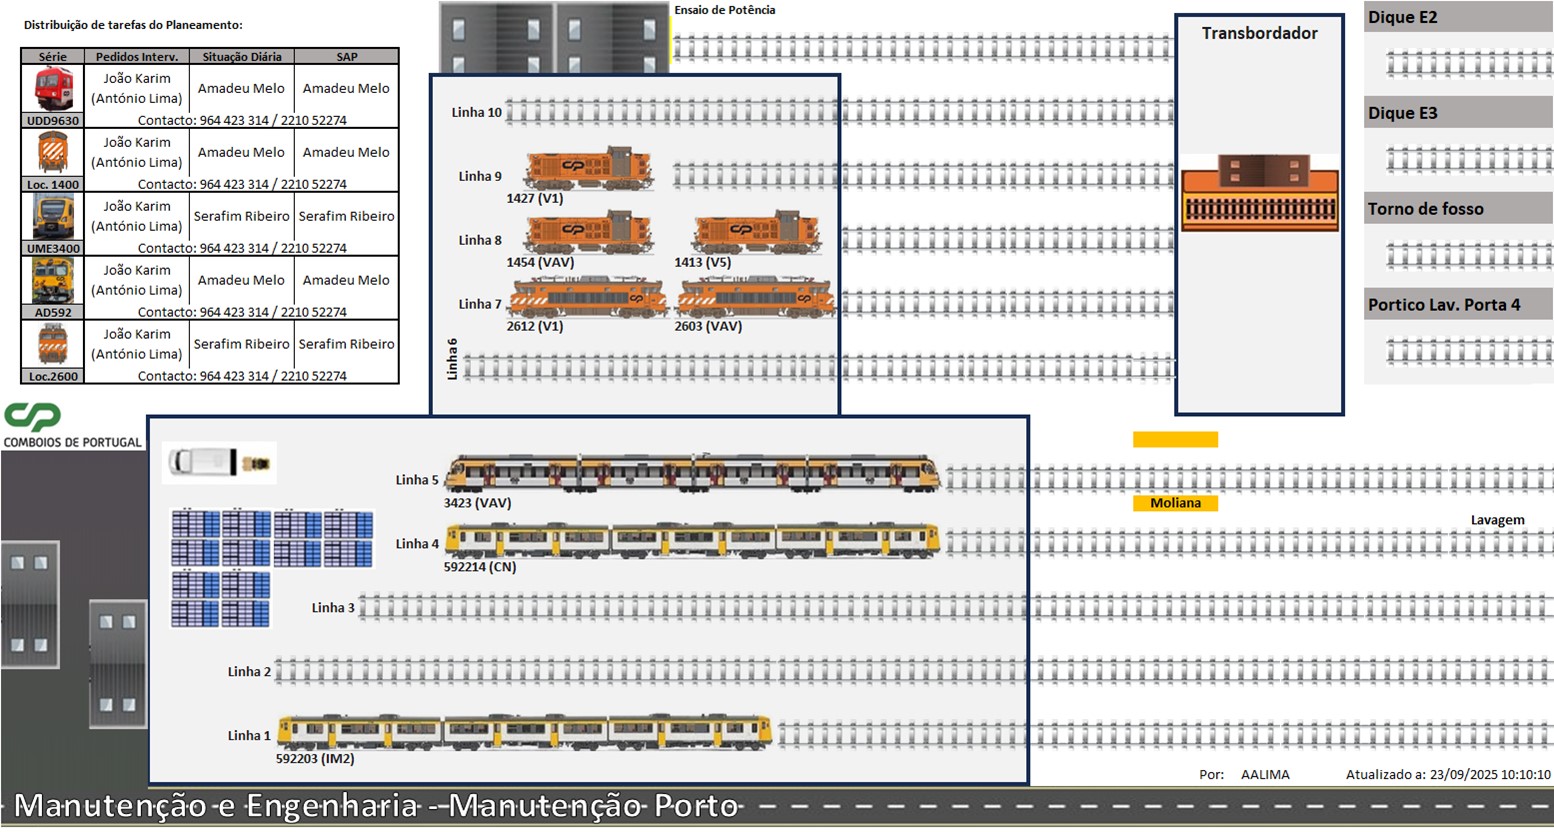 Distribuição de tarefas do Planeamento:
Série Pedidos Interv. Situação Diária SAP
João Karim
(António Lima) Amadeu Melo Amadeu Melo
UDD9630 Contacto: 964 423 314 / 2210 52274
João Karim
(António Lima) Amadeu Melo Amadeu Melo
Loc. 1400 Contacto: 964 423 314 / 2210 52274
João Karim
(António Lima) Serafim Ribeiro Serafim Ribeiro
UME3400 Contacto: 964 423 314 / 2210 52274
João Karim
(António Lima) Amadeu Melo Amadeu Melo
AD592 Contacto: 964 423 314 / 2210 52274
João Karim
(António Lima) Serafim Ribeiro Serafim Ribeiro
Loc.2600 Contacto: 964 423 314 / 2210 52274
CP
COMBOIOS DE PORTUGAL
Ensaio de Potência
Linha 10
Linha 9
1427 (V1)
Linha 8
1454 (VAV) 1413 (V5)
Linha 7
2612 (V1) 2603 (VAV)
Linha 6
Transbordador
Dique E2
Dique E3
Torno de fosso
Portico Lav. Porta 4
Linha 5
3423 (VAV)
Moliana
Lavagem
Linha 4
592214 (CN)
Linha 3
Linha 2
Linha 1
592203 (IM2)
Por: AALIMA Atualizado a: 23/09/2025 10:10:10
Manutenção e Engenharia - Manutenção Porto